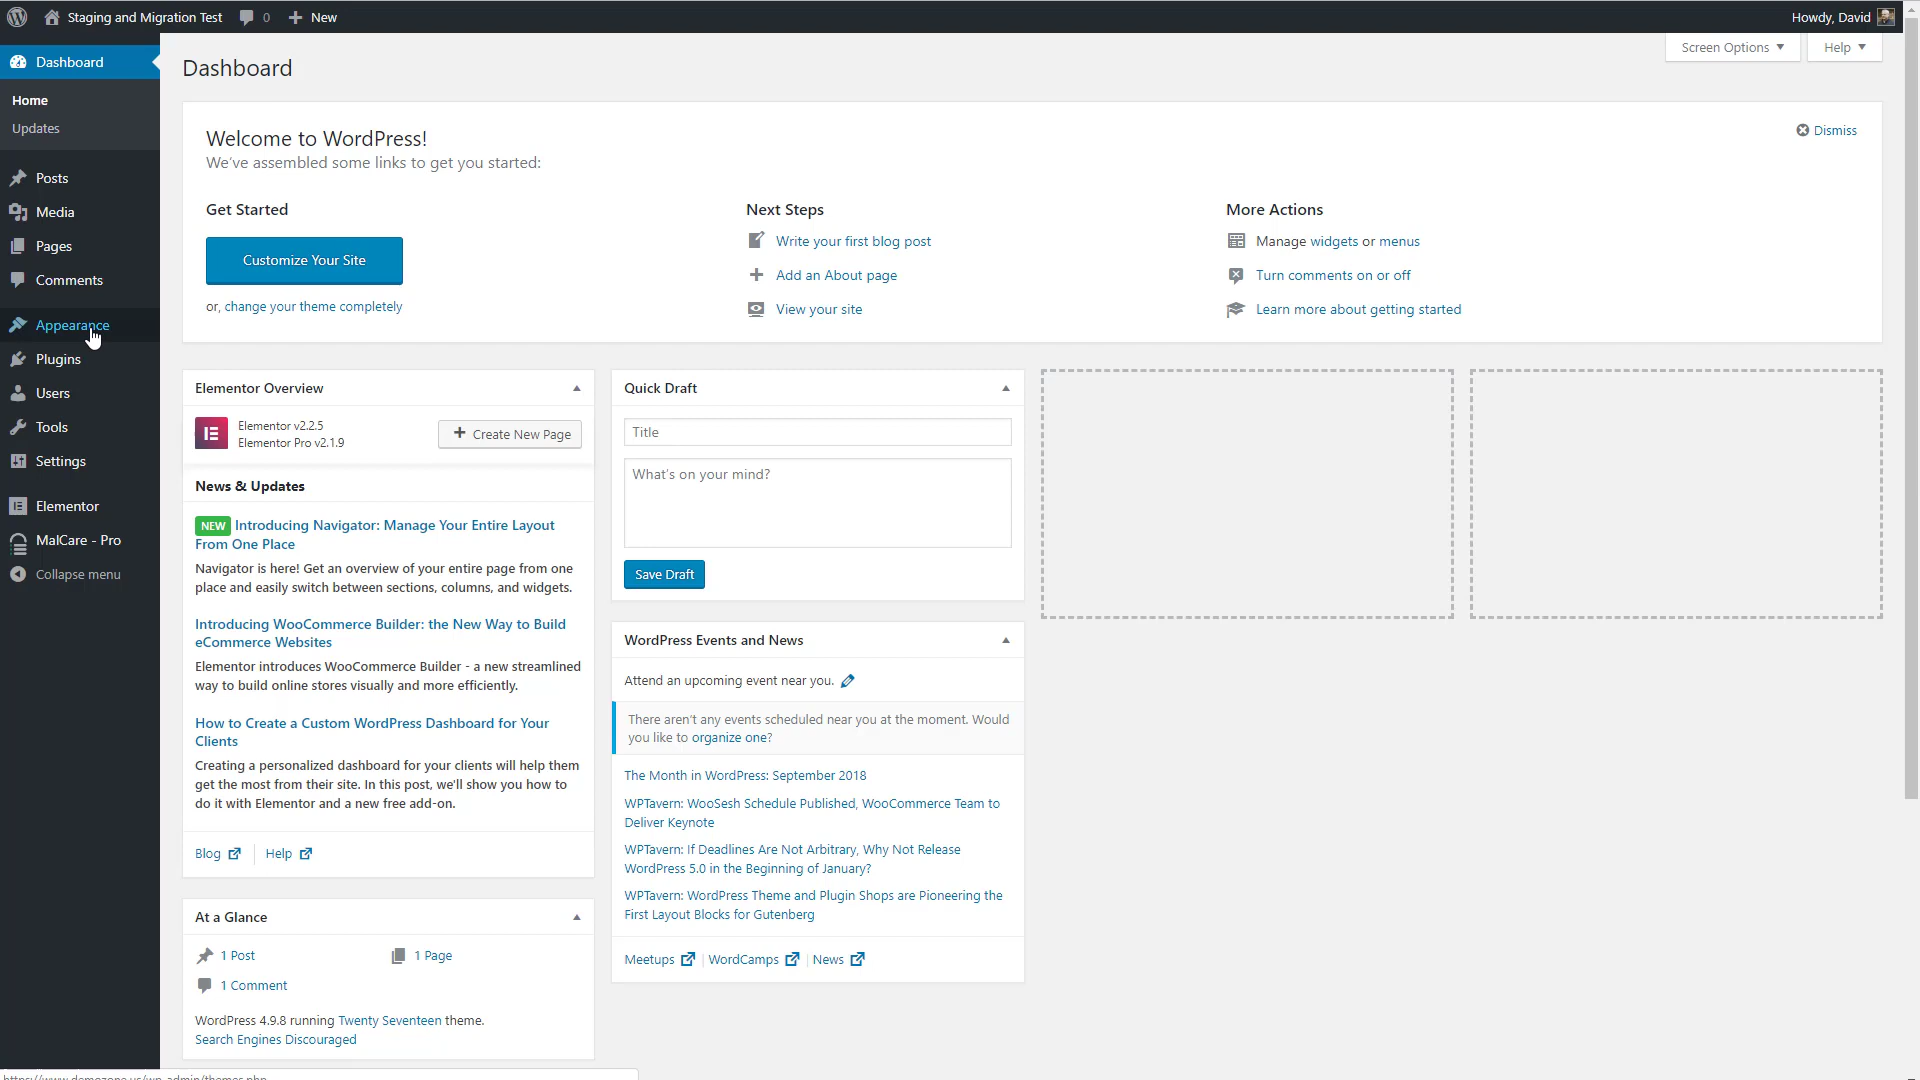 Staging and Migration Test 0 New Howdy, David
Screen Options Help
Dashboard
Home
Updates
Posts
Media
Pages
Comments
Appearance
Plugins
Users
Tools
Settings
Elementor
MalCare - Pro
Collapse menu
Dashboard
Welcome to WordPress!
We've assembled some links to get you started:
Dismiss
Get Started
Customize Your Site
or, change your theme completely
Next Steps
Write your first blog post
Add an About page
View your site
More Actions
Manage widgets or menus
Turn comments on or off
Learn more about getting started
Elementor Overview
Elementor v2.2.5
Elementor Pro v2.1.9
Create New Page
News & Updates
NEW Introducing Navigator: Manage Your Entire Layout
From One Place
Navigator is here! Get an overview of your entire page from one
place and easily switch between sections, columns, and widgets.
Introducing WooCommerce Builder: the New Way to Build
eCommerce Websites
Elementor introduces WooCommerce Builder - a new streamlined
way to build online stores visually and more efficiently.
How to Create a Custom WordPress Dashboard for Your
Clients
Creating a personalized dashboard for your clients will help them
get the most from their site. In this post, we'll show you how to
do it with Elementor and a new free add-on.
Blog Help
At a Glance
1 Post 1 Page
1 Comment
WordPress 4.9.8 running Twenty Seventeen theme.
Search Engines Discouraged
Quick Draft
Title
What's on your mind?
Save Draft
WordPress Events and News
Attend an upcoming event near you.
There aren't any events scheduled near you at the moment. Would
you like to organize one?
The Month in WordPress: September 2018
WPTavern: WooSesh Schedule Published, WooCommerce Team to
Deliver Keynote
WPTavern: If Deadlines Are Not Arbitrary, Why Not Release
WordPress 5.0 in the Beginning of January?
WPTavern: WordPress Theme and Plugin Shops are Pioneering the
First Layout Blocks for Gutenberg
Meetups | WordCamps | News
https://www.demozone.us/wp-admin/themes.php